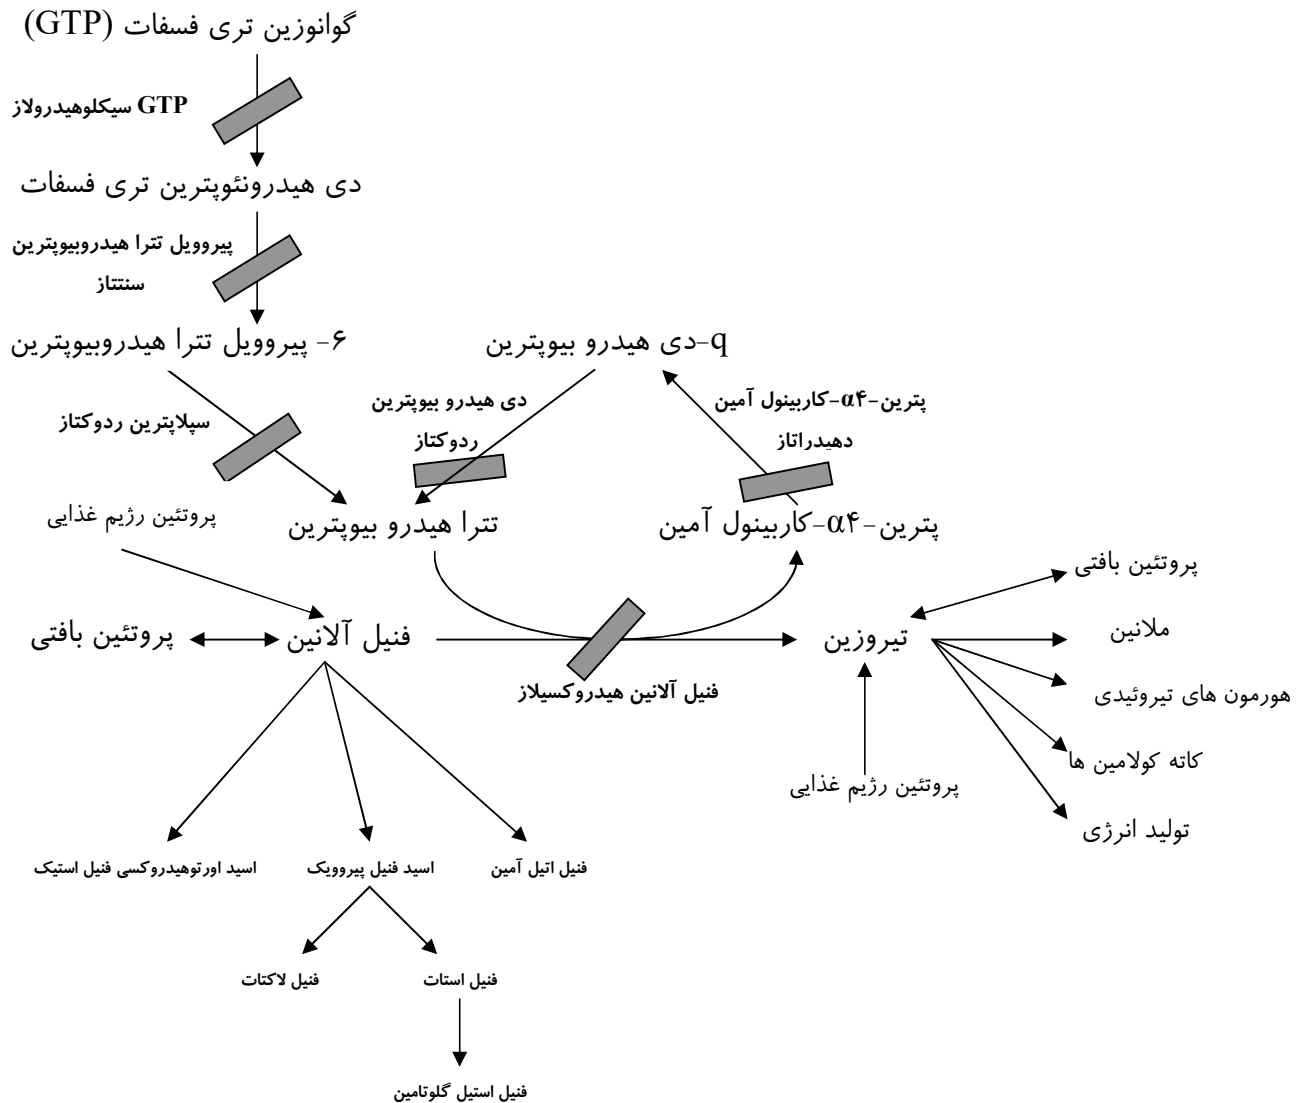 گوانوزین تری فسفات (GTP)
GTP سیکلوهیدرولاز
دی هیدرونئوپترین تری فسفات
پیروویل تترا هیدروبیوپترین
سنتتاز
۶- پیروویل تترا هیدروبیوپترین
q-دی هیدرو بیوپترین
سپلاپترین ردوکتاز
دی هیدرو بیوپترین
ردوکتاز
پترین-α۴-کاربینول آمین
دهیدراتاز
پروتئین رژیم غذایی
تترا هیدرو بیوپترین
پترین-α۴-کاربینول آمین
پروتئین بافتی
فنیل آلانین
تیروزین
فنیل آلانین هیدروکسیلاز
پروتئین رژیم غذایی
پروتئین بافتی
ملانین
هورمون های تیروئیدی
کاته کولامین ها
تولید انرژی
اسید اورتوهیدروکسی فنیل استیک
اسید فنیل پیروویک
فنیل اتیل آمین
فنیل لاکتات
فنیل استات
فنیل استیل گلوتامین